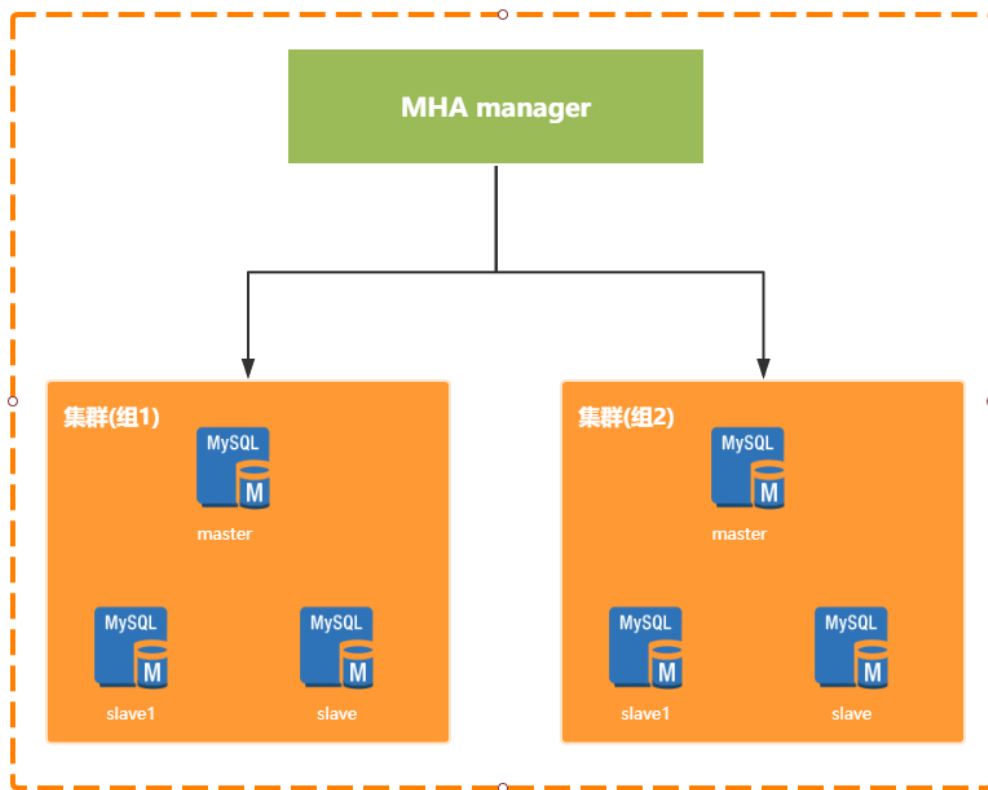 MHA manager
集群(组1)
集群(组2)
MySQL
M
master
MySQL
M
master
MySQL
M
slave1
MySQL
M
slave
MySQL
M
slave1
MySQL
M
slave